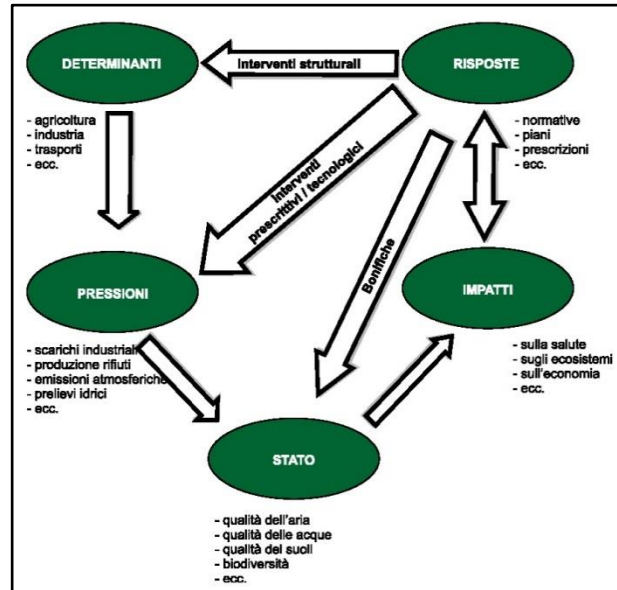 DETERMINANTI
Interventi strutturali
RISPOSTE
- agricoltura
- industria
- trasporti
- ecc.
- normative
- piani
- prescrizioni
- ecc.
Interventi
prescrittivi / tecnologici
Bonifiche
PRESSIONI
IMPATTI
- scarichi industriali
- produzione rifiuti
- emissioni atmosferiche
- prelievi idrici
- ecc.
- sulla salute
- sugli ecosistemi
- sull'economia
- ecc.
STATO
- qualità dell'aria
- qualità delle acque
- qualità dei suoli
- biodiversità
- ecc.